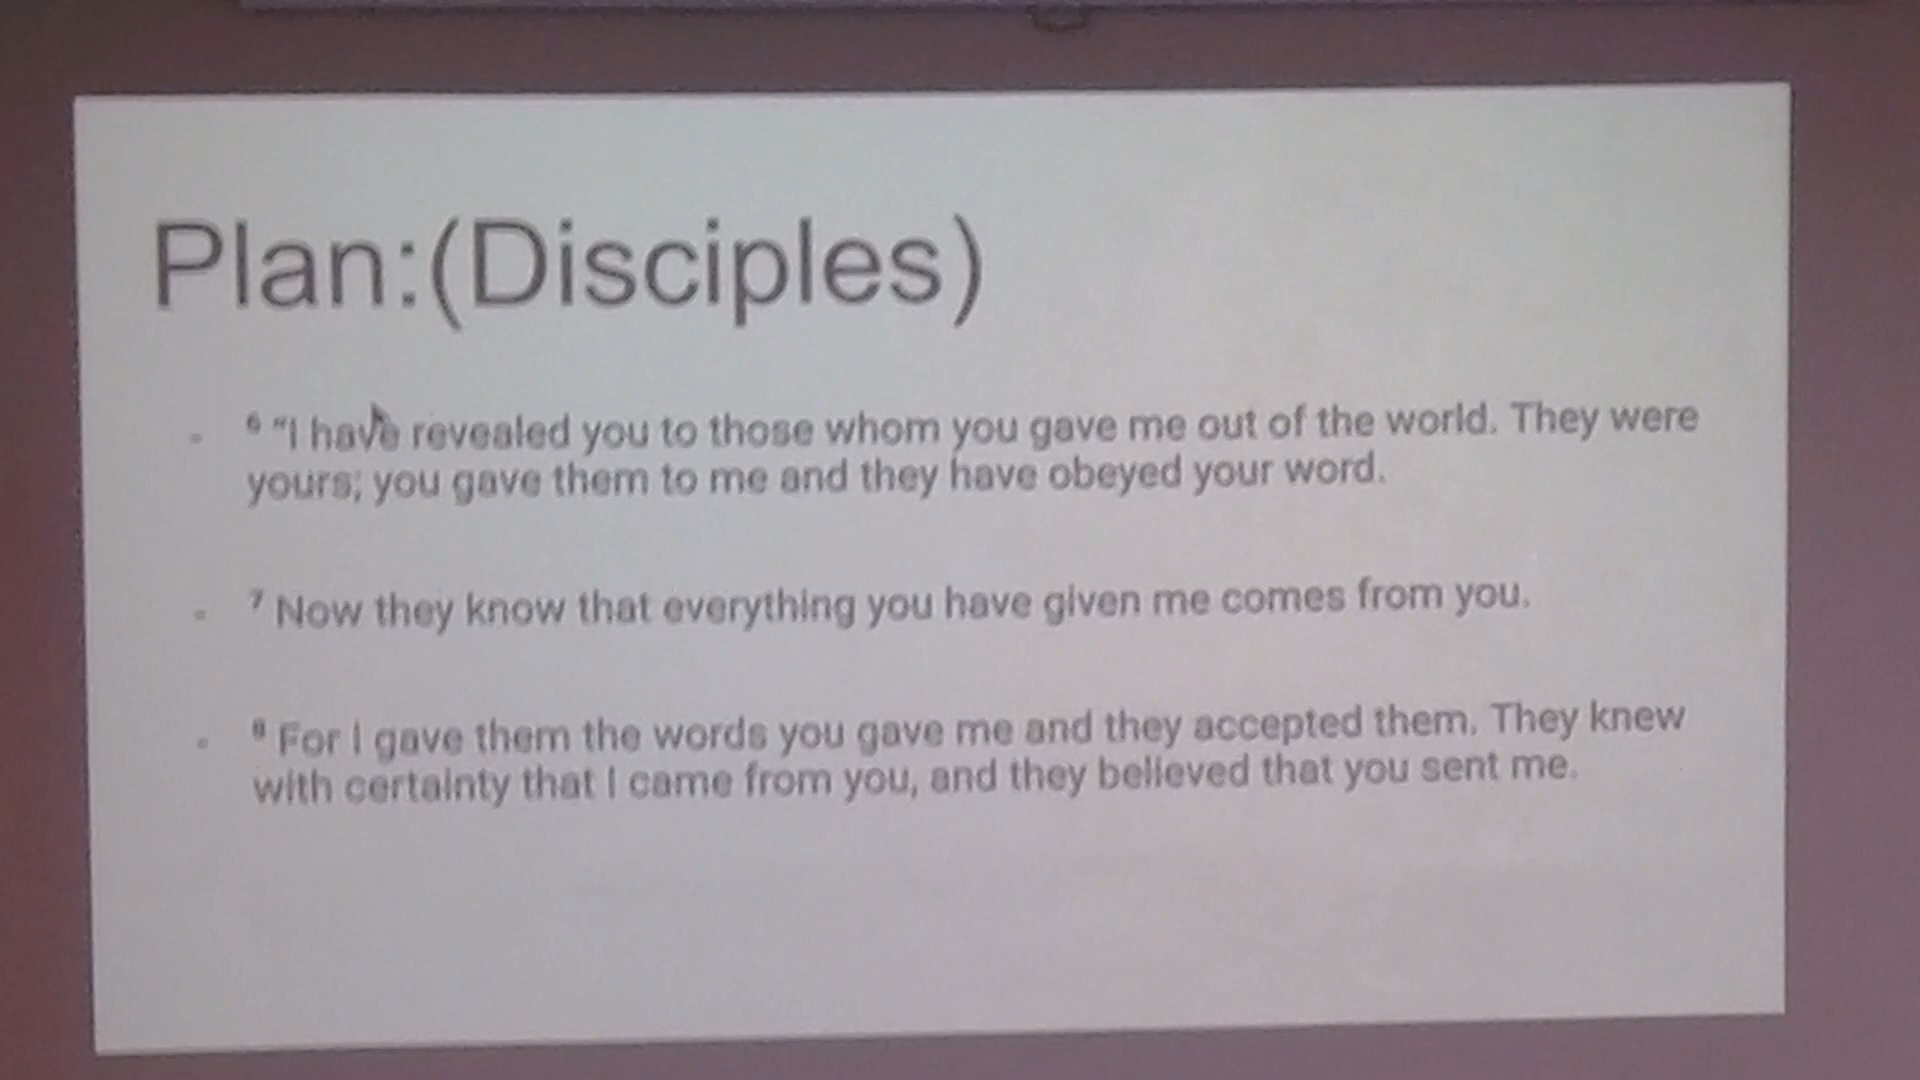 Plan:(Disciples)
⁶ “I have revealed you to those whom you gave me out of the world. They were
yours; you gave them to me and they have obeyed your word.
⁷ Now they know that everything you have given me comes from you.
⁸ For I gave them the words you gave me and they accepted them. They knew
with certainty that I came from you, and they believed that you sent me.